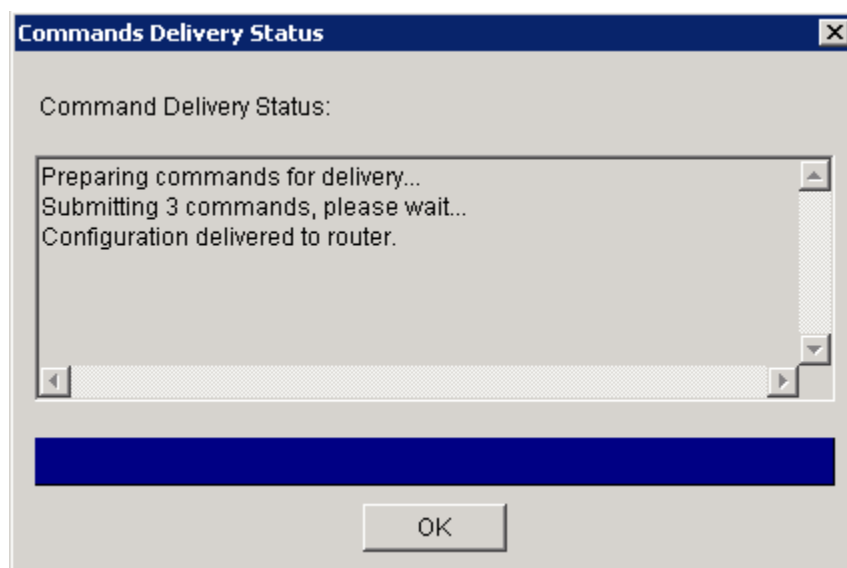 Commands Delivery Status
Command Delivery Status:
Preparing commands for delivery...
Submitting 3 commands, please wait...
Configuration delivered to router.
OK